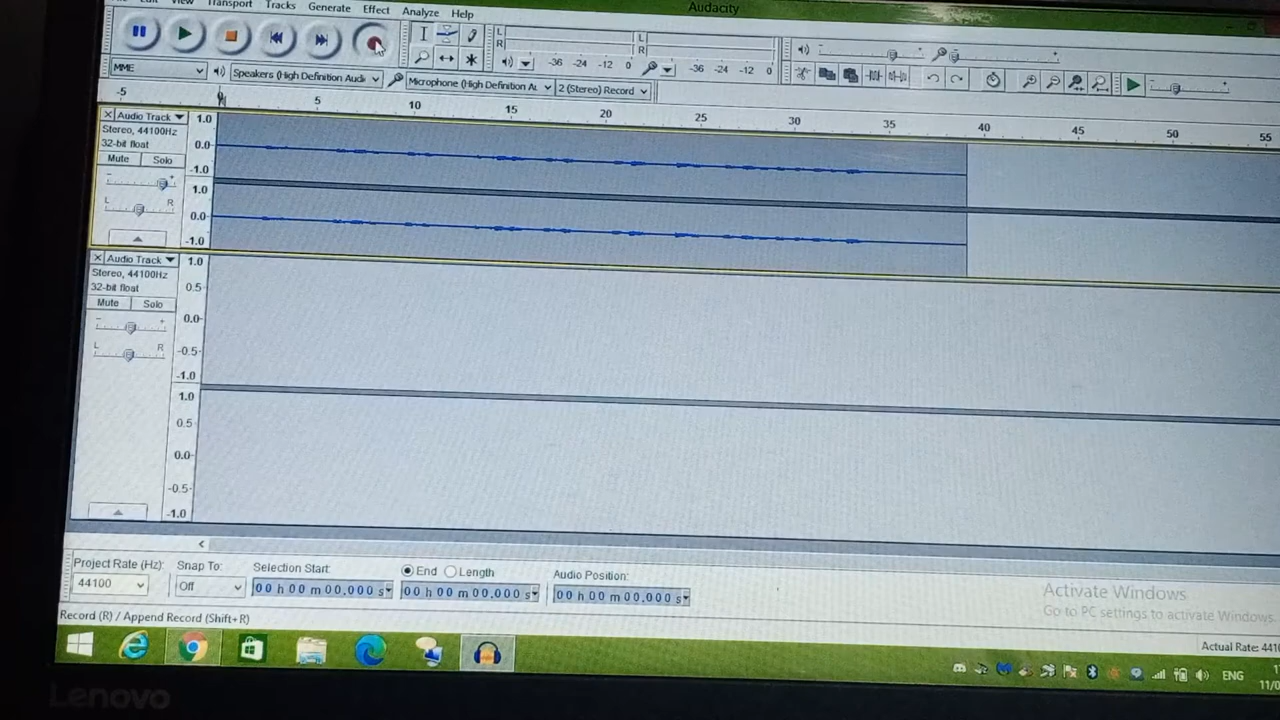 Audacity
View Transport Tracks Generate Effect Analyze Help
L R -36 -24 -12 0 L R -36 -24 -12 0
MME Speakers (High Definition Audi Microphone (High Definition Au 2 (Stereo) Record
-5 5 10 15 20 25 30 35 40 45 50 55
Audio Track 1.0
Stereo, 44100Hz
32-bit float 0.0
Mute Solo -1.0
- + 1.0
L R 0.0
-1.0
Audio Track 1.0
Stereo, 44100Hz
32-bit float 0.5
Mute Solo
- + 0.0
L R -0.5
-1.0
1.0
0.5
0.0
-0.5
-1.0
Project Rate (Hz): Snap To: Selection Start: End Length Audio Position:
44100 Off 00 h 00 m 00.000 s 00 h 00 m 00.000 s 00 h 00 m 00.000 s
Activate Windows
Go to PC settings to activate Windows.
Record (R) / Append Record (Shift+R)
Actual Rate: 441
ENG
11/0
Lenovo